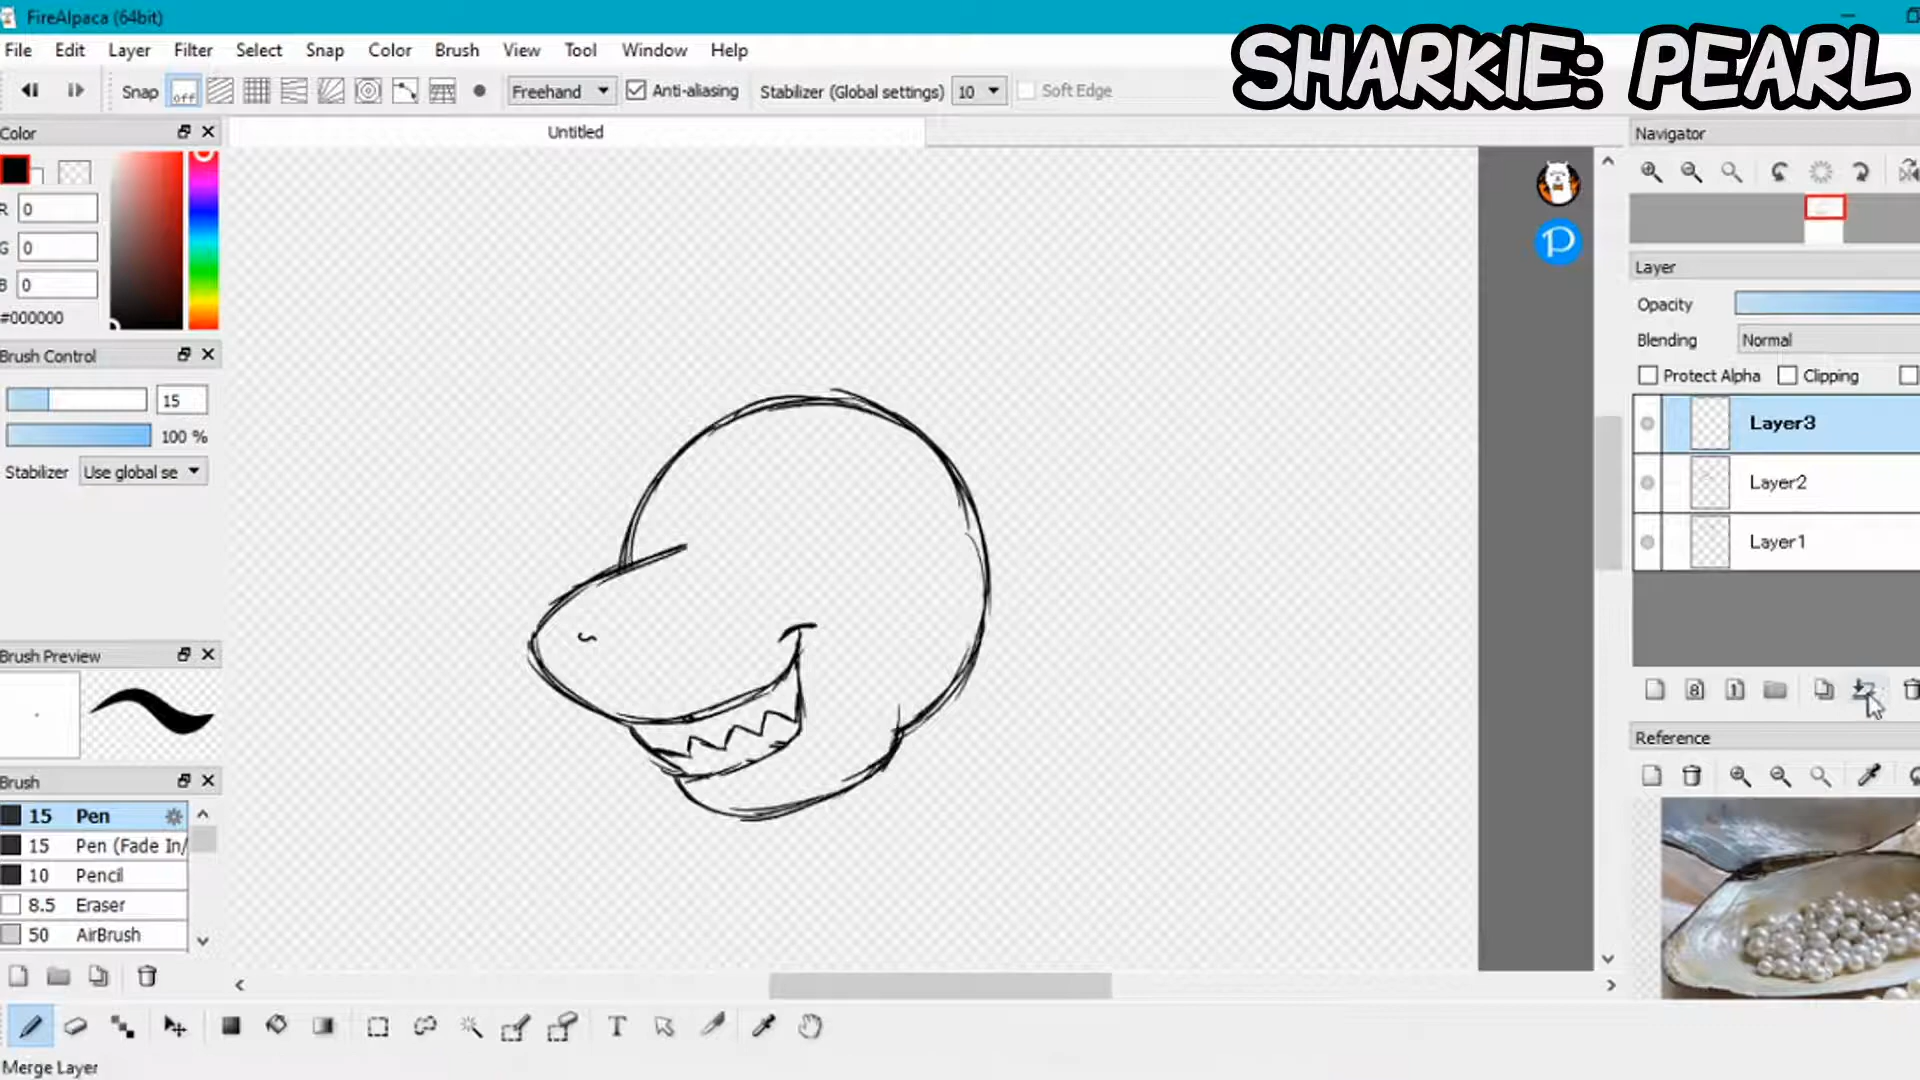 FireAlpaca (64bit)
SHARKIE: PEARL
File Edit Layer Filter Select Snap Color Brush View Tool Window Help
Snap off Freehand Anti-aliasing Stabilizer (Global settings) 10 Soft Edge
Color
Untitled
Navigator
R 0
G 0
B 0
#000000
Layer
Opacity
Blending Normal
Protect Alpha Clipping
Layer3
Layer2
Layer1
8 1
Brush Control
15
100 %
Stabilizer Use global se
Brush Preview
Reference
Brush
15 Pen
15 Pen (Fade In/
10 Pencil
8.5 Eraser
50 AirBrush
T
Merge Layer